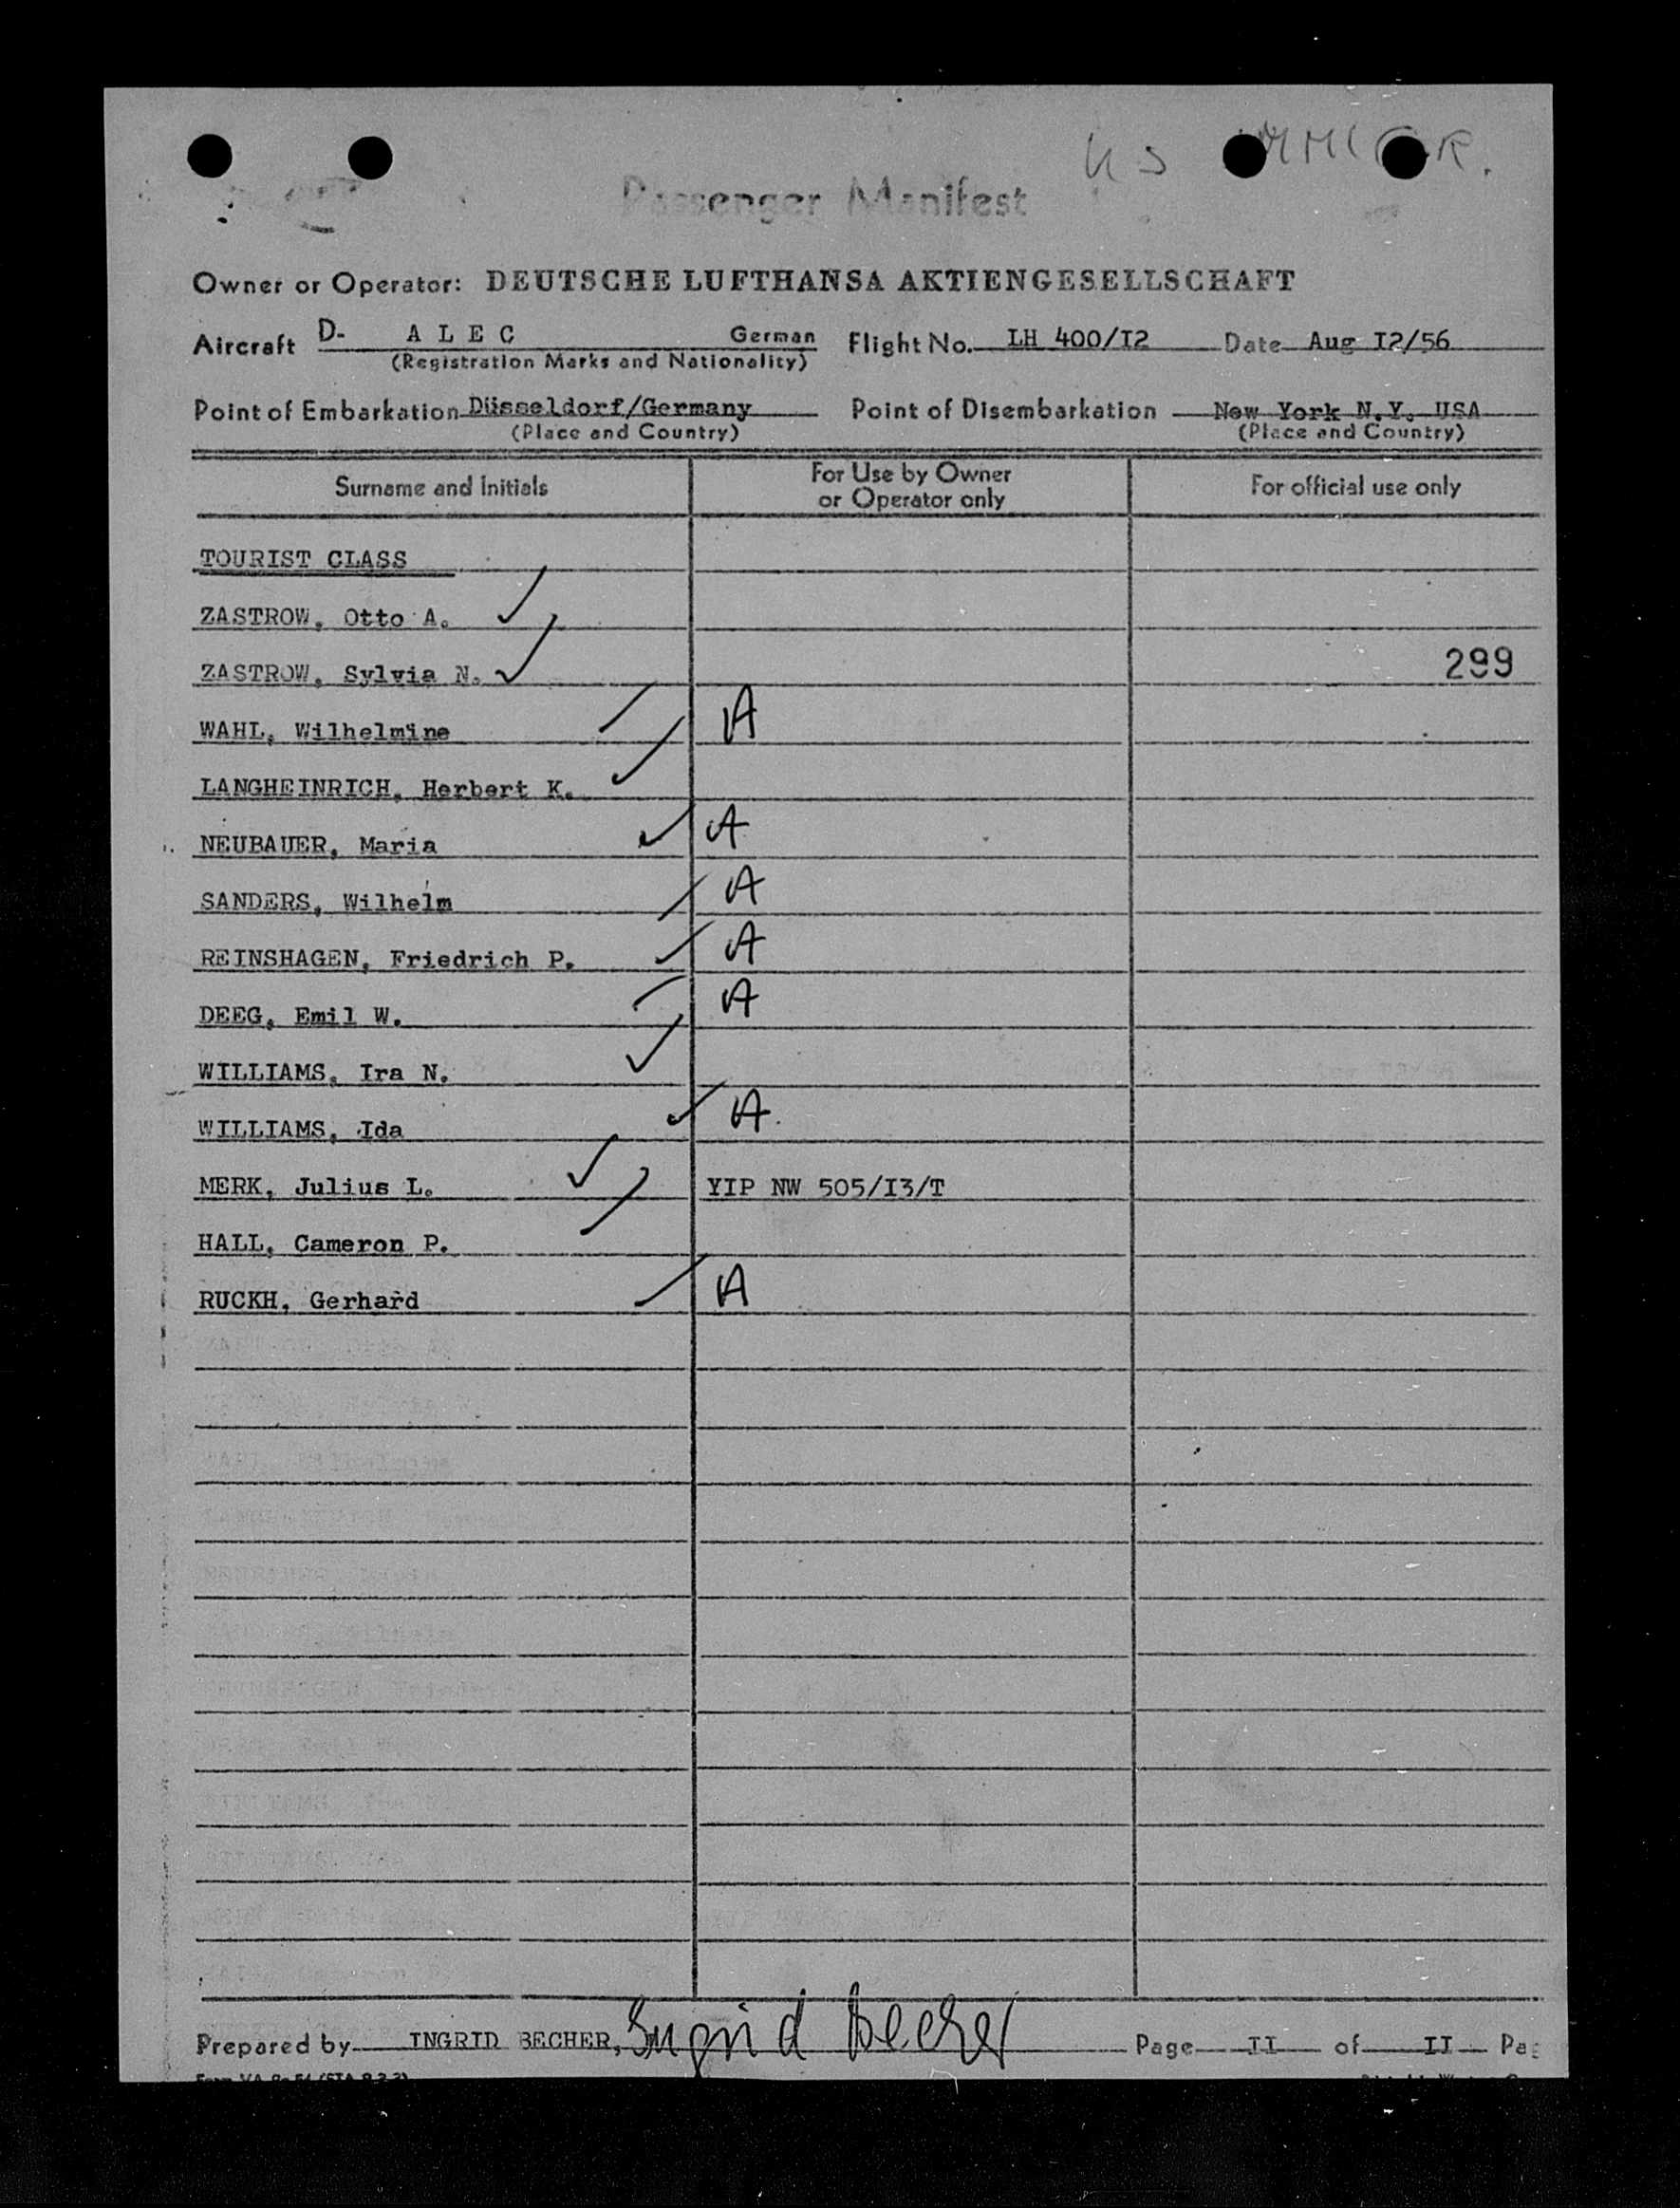 US
Passenger Manifest
Owner or Operator: DEUTSCHE LUFTHANSA AKTIENGESELLSCHAFT
Aircraft D- ALEC German Flight No. LH 400/I2 Date Aug I2/56
(Registration Marks and Nationality)
Point of Embarkation Düsseldorf/Germany Point of Disembarkation New York N.Y. USA
(Place and Country) (Place and Country)
Surname and Initials For Use by Owner or Operator only For official use only
TOURIST CLASS
ZASTROW, Otto A.
ZASTROW, Sylvia N. 299
WAHL, Wilhelmine A
LANGHEINRICH, Herbert K.
NEUBAUER, Maria A
SANDERS, Wilhelm A
REINSHAGEN, Friedrich P. A
DEEG, Emil W. A
WILLIAMS, Ira N.
WILLIAMS, Ida A
MERK, Julius L. YIP NW 505/I3/T
HALL, Cameron P.
RUCKH, Gerhard A
Prepared by INGRID BECHER, Ingrid Becher Page II of II